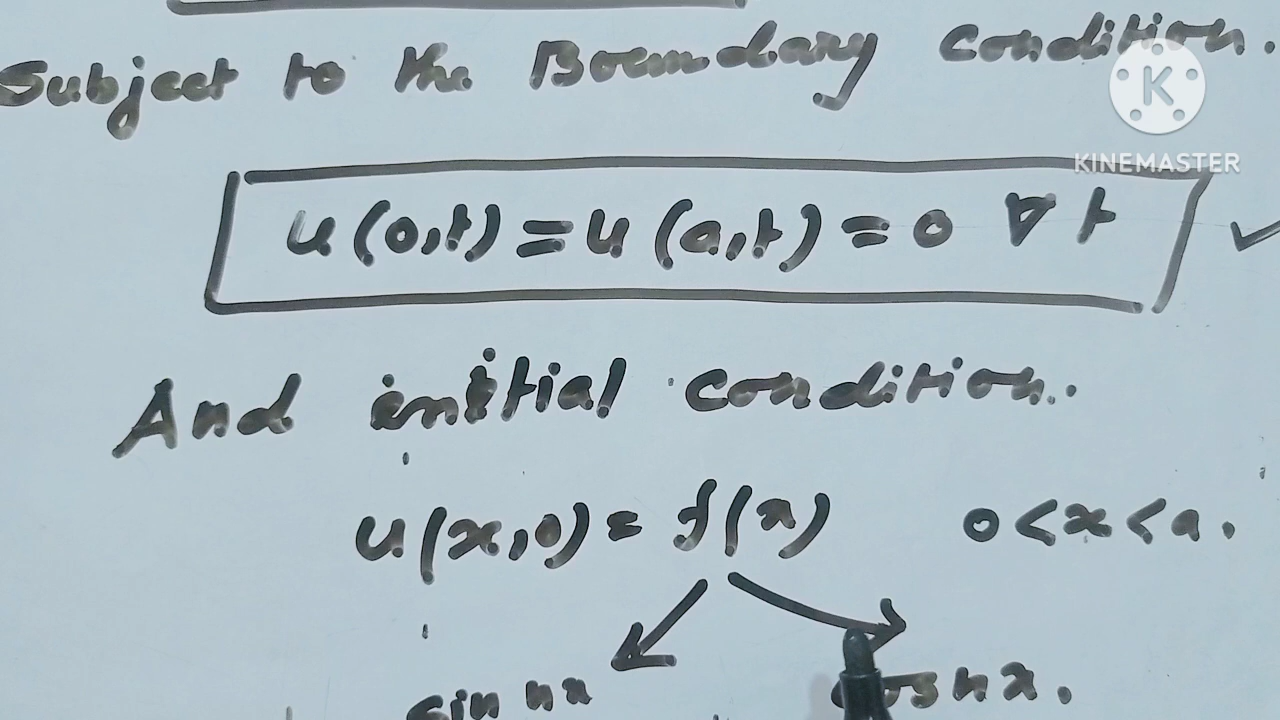 Subject to the Boundary Condition.
K
KINEMASTER
u(0,t)=u(a,t)=0 ∀ t
And initial condition.
u(x,0)= f(x) 0<x<a.
sin nx cos nx.